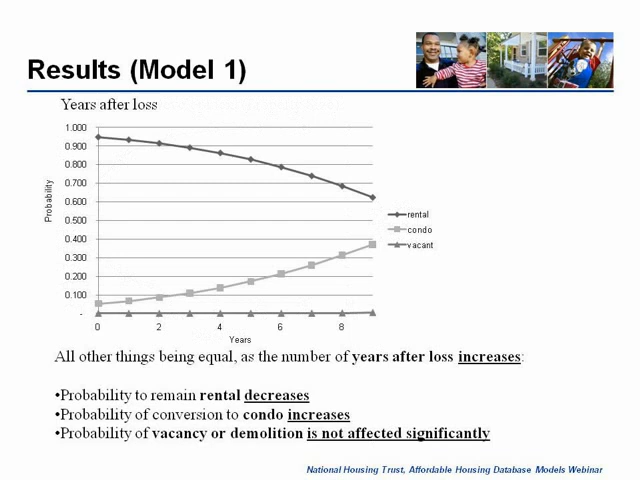 Results (Model 1)
Years after loss
1.000
0.900
0.800
0.700
0.600
0.500
0.400
0.300
0.200
0.100
-
Probability
0 2 4 6 8
Years
rental
condo
vacant
All other things being equal, as the number of years after loss increases:
•Probability to remain rental decreases
•Probability of conversion to condo increases
•Probability of vacancy or demolition is not affected significantly
National Housing Trust, Affordable Housing Database Models Webinar